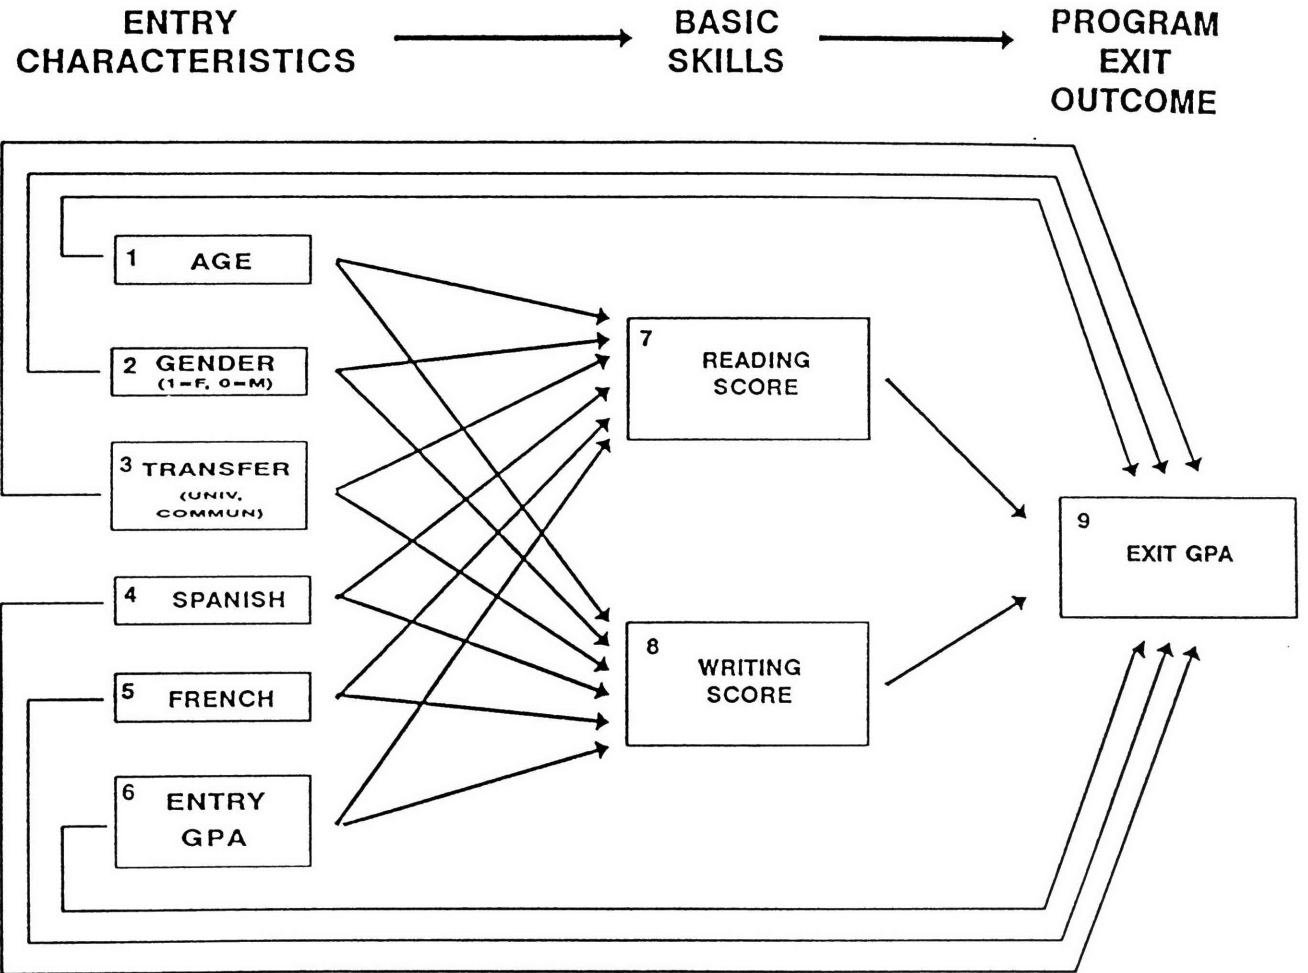 ENTRY
CHARACTERISTICS
BASIC
SKILLS
PROGRAM
EXIT
OUTCOME
1 AGE
2 GENDER
(1-F, 0-M)
3 TRANSFER
(UNIV,
COMMUN)
4 SPANISH
5 FRENCH
6 ENTRY
GPA
7 READING
SCORE
8 WRITING
SCORE
9 EXIT GPA